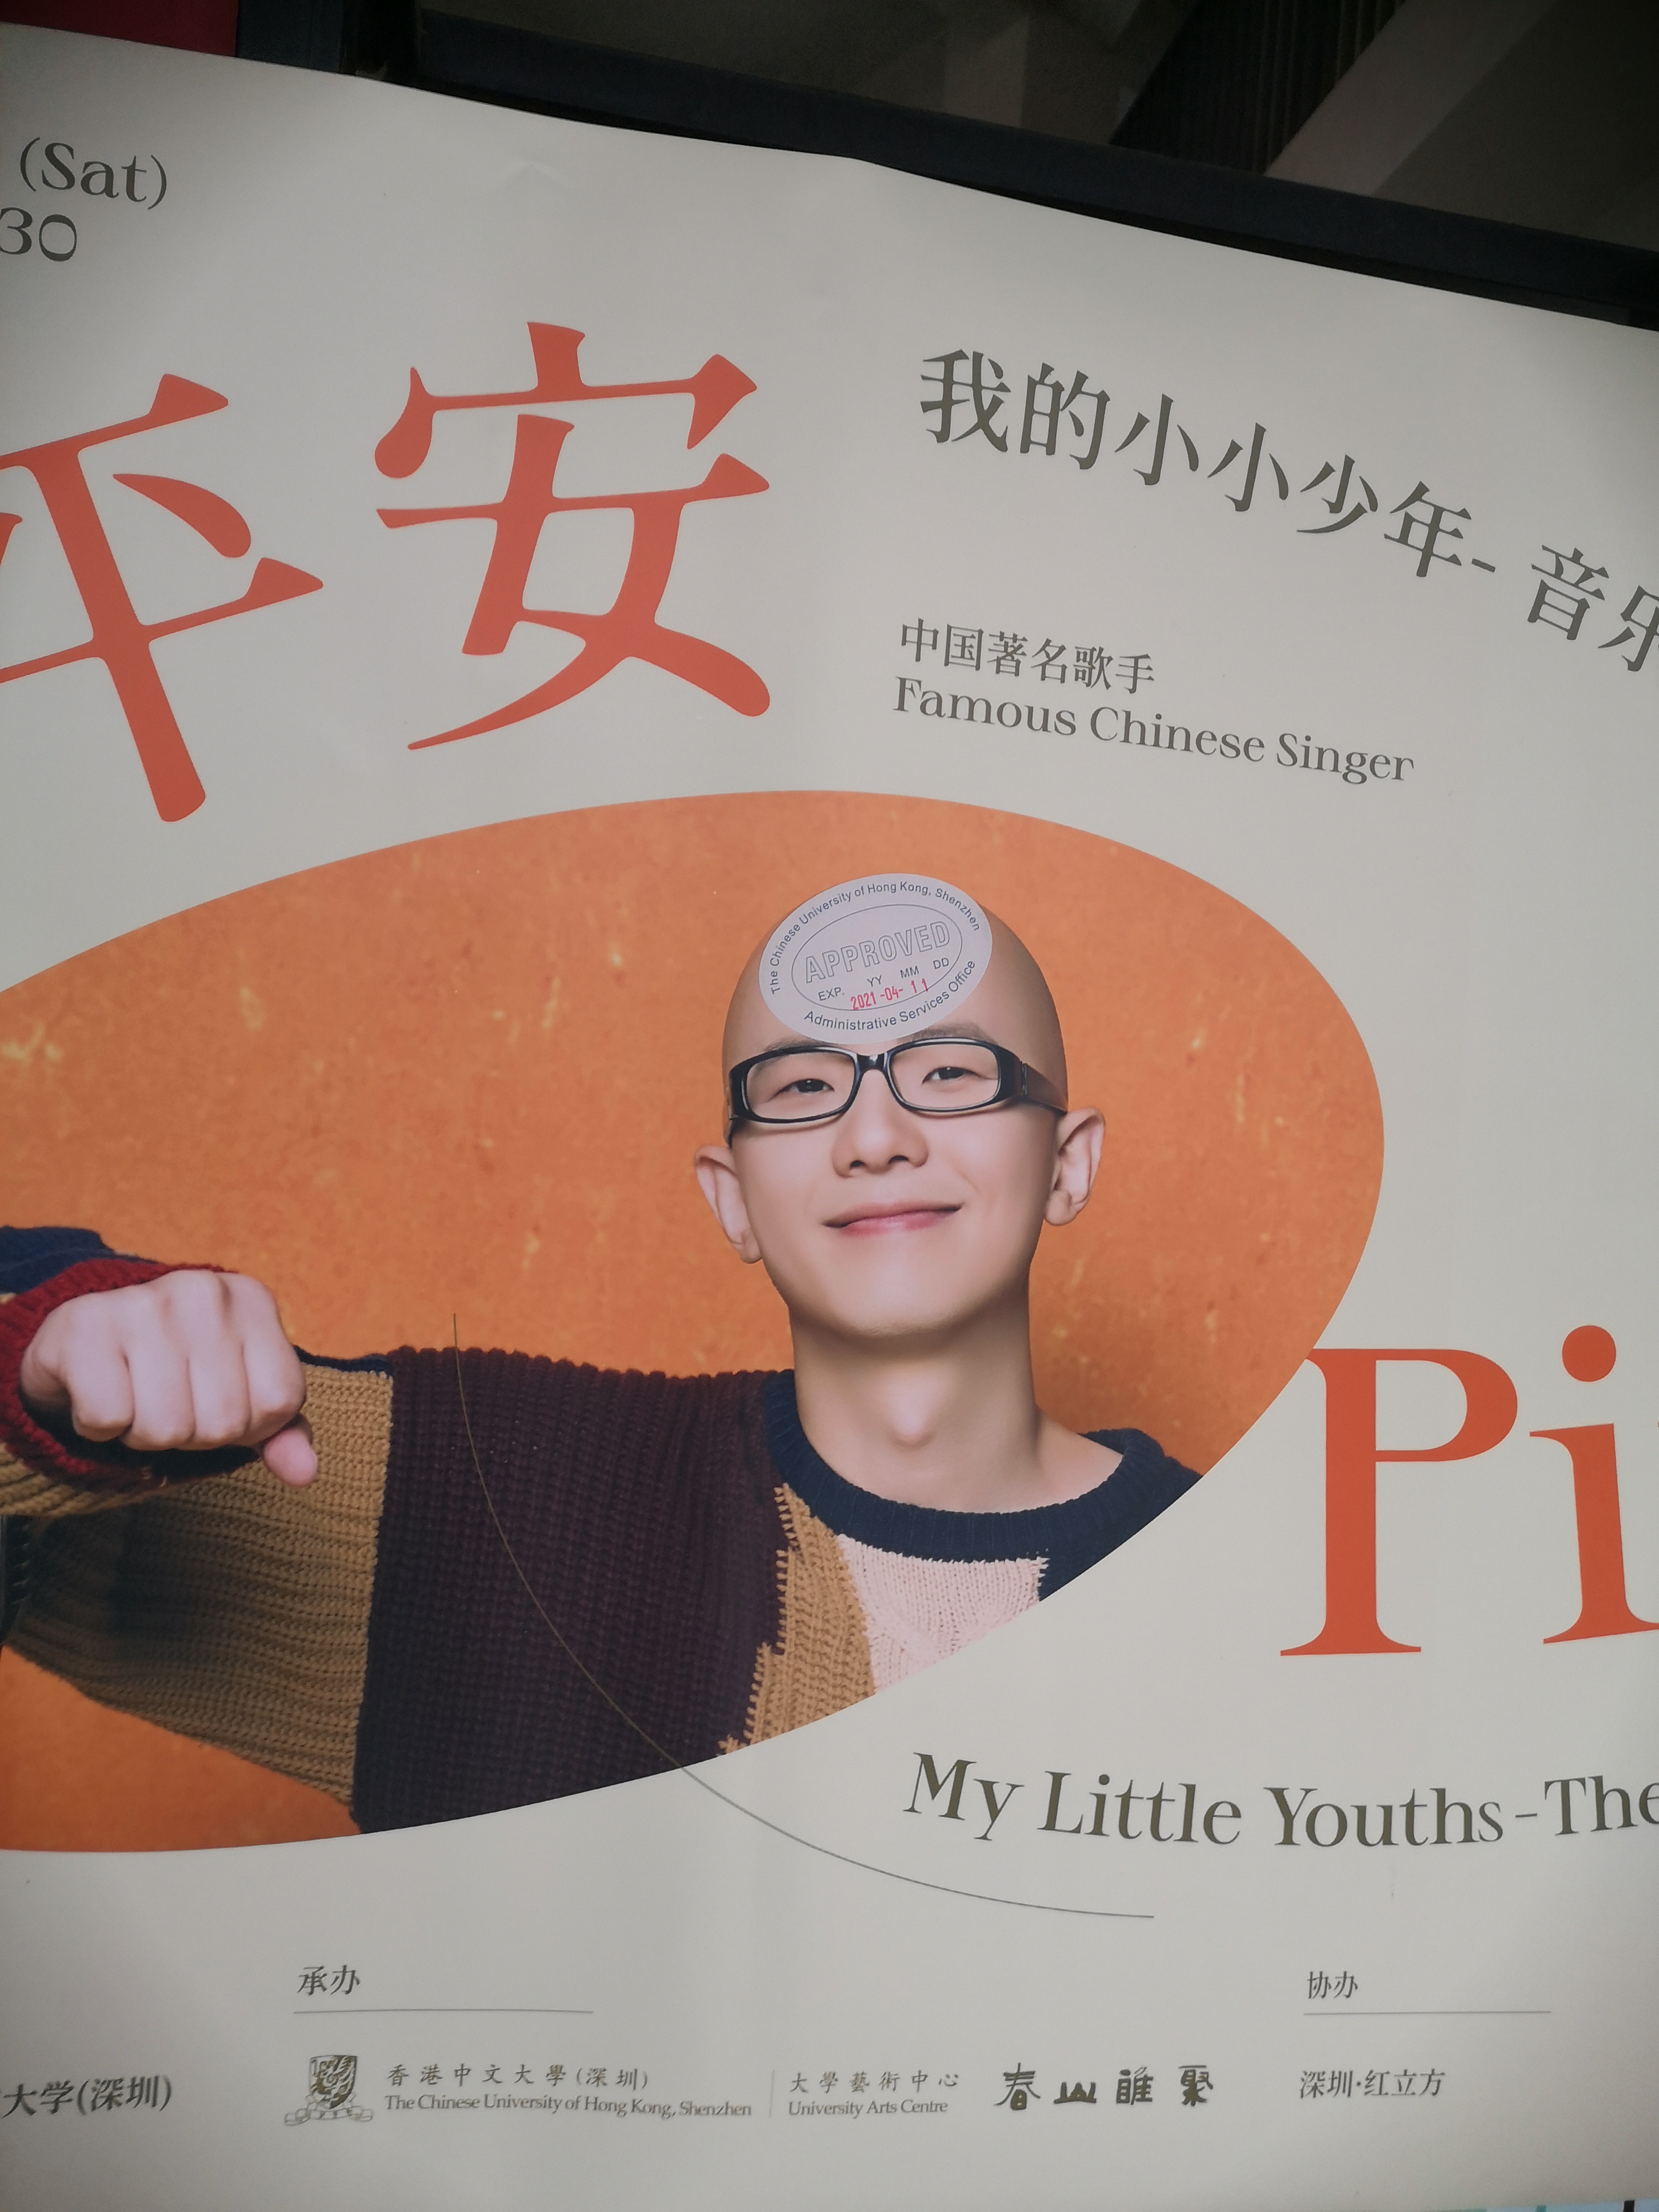 (Sat)
30
平安
我的小小少年-音乐
中国著名歌手
Famous Chinese Singer
The Chinese University of Hong Kong, Shenzhen
APPROVED
YY MM DD
EXP. 2021-04-11
Administrative Services Office
Pi
My Little Youths-The
承办
协办
大学(深圳)
香港中文大學(深圳)
The Chinese University of Hong Kong, Shenzhen
大學藝術中心
University Arts Centre
春山雅聚
深圳·红立方